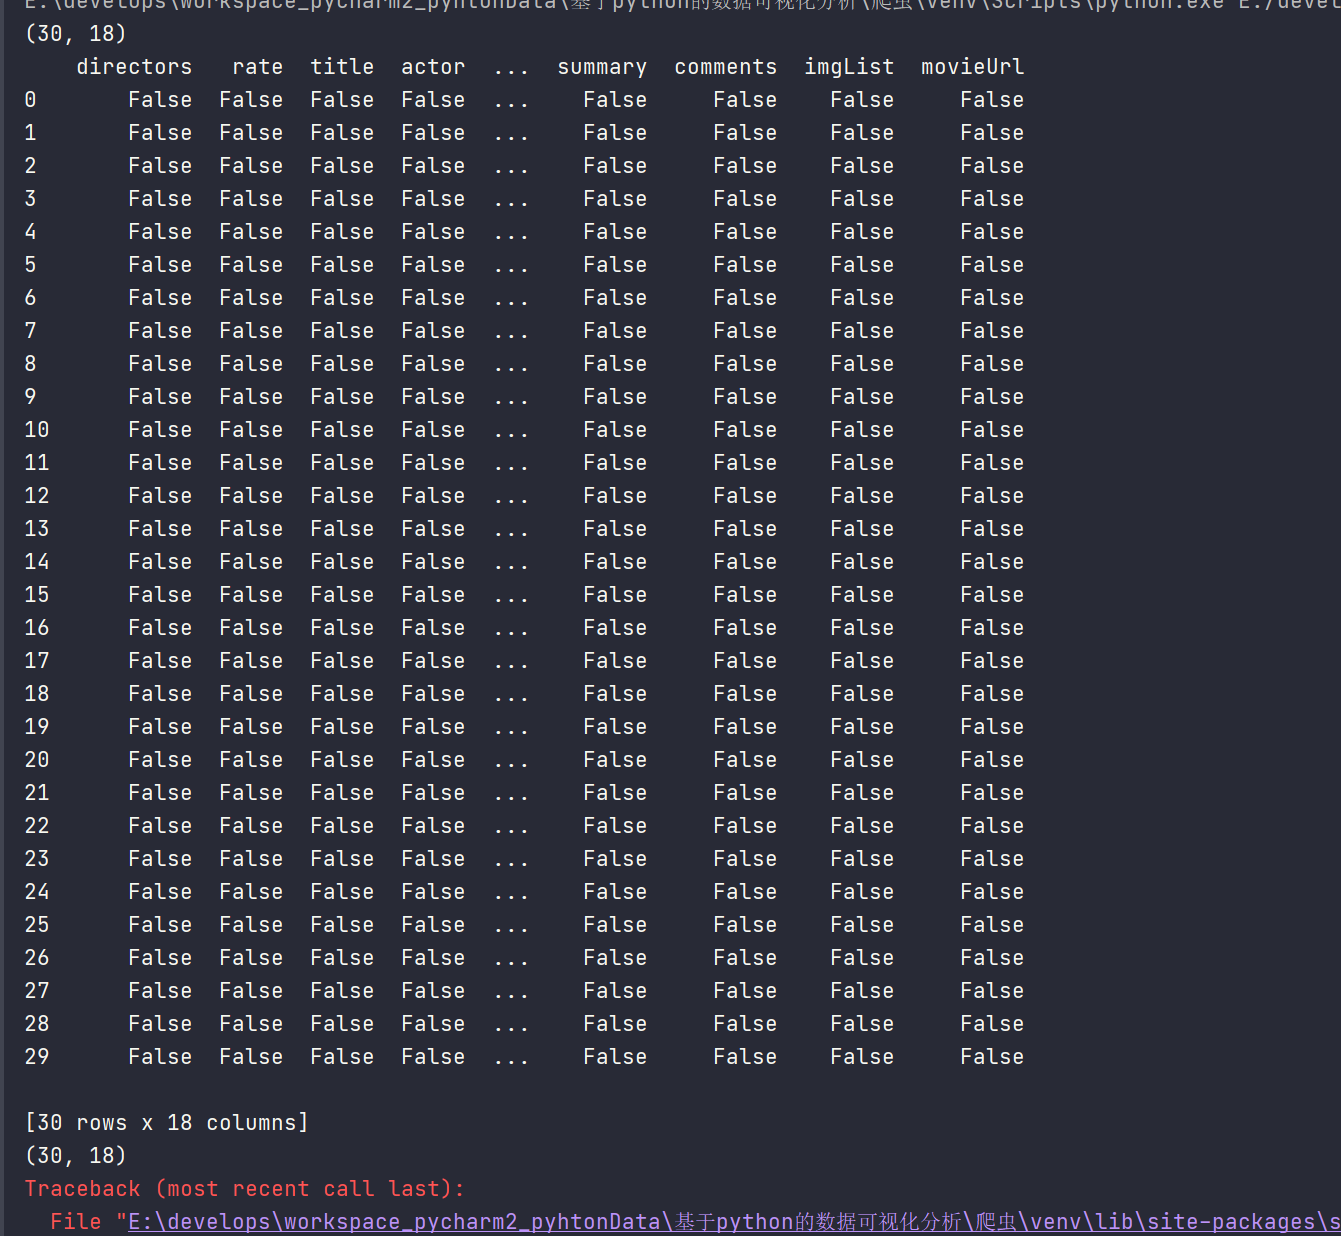 E:\develops\workspace_pycharm2_pyhtonData\基于python的数据可视化分析\爬虫\venv\Scripts\python.exe E:/devel
(30, 18)
    directors   rate  title  actor  ...  summary  comments  imgList  movieUrl
0       False  False  False  False  ...    False     False    False     False
1       False  False  False  False  ...    False     False    False     False
2       False  False  False  False  ...    False     False    False     False
3       False  False  False  False  ...    False     False    False     False
4       False  False  False  False  ...    False     False    False     False
5       False  False  False  False  ...    False     False    False     False
6       False  False  False  False  ...    False     False    False     False
7       False  False  False  False  ...    False     False    False     False
8       False  False  False  False  ...    False     False    False     False
9       False  False  False  False  ...    False     False    False     False
10      False  False  False  False  ...    False     False    False     False
11      False  False  False  False  ...    False     False    False     False
12      False  False  False  False  ...    False     False    False     False
13      False  False  False  False  ...    False     False    False     False
14      False  False  False  False  ...    False     False    False     False
15      False  False  False  False  ...    False     False    False     False
16      False  False  False  False  ...    False     False    False     False
17      False  False  False  False  ...    False     False    False     False
18      False  False  False  False  ...    False     False    False     False
19      False  False  False  False  ...    False     False    False     False
20      False  False  False  False  ...    False     False    False     False
21      False  False  False  False  ...    False     False    False     False
22      False  False  False  False  ...    False     False    False     False
23      False  False  False  False  ...    False     False    False     False
24      False  False  False  False  ...    False     False    False     False
25      False  False  False  False  ...    False     False    False     False
26      False  False  False  False  ...    False     False    False     False
27      False  False  False  False  ...    False     False    False     False
28      False  False  False  False  ...    False     False    False     False
29      False  False  False  False  ...    False     False    False     False
[30 rows x 18 columns]
(30, 18)
Traceback (most recent call last):
  File "E:\develops\workspace_pycharm2_pyhtonData\基于python的数据可视化分析\爬虫\venv\lib\site-packages\s